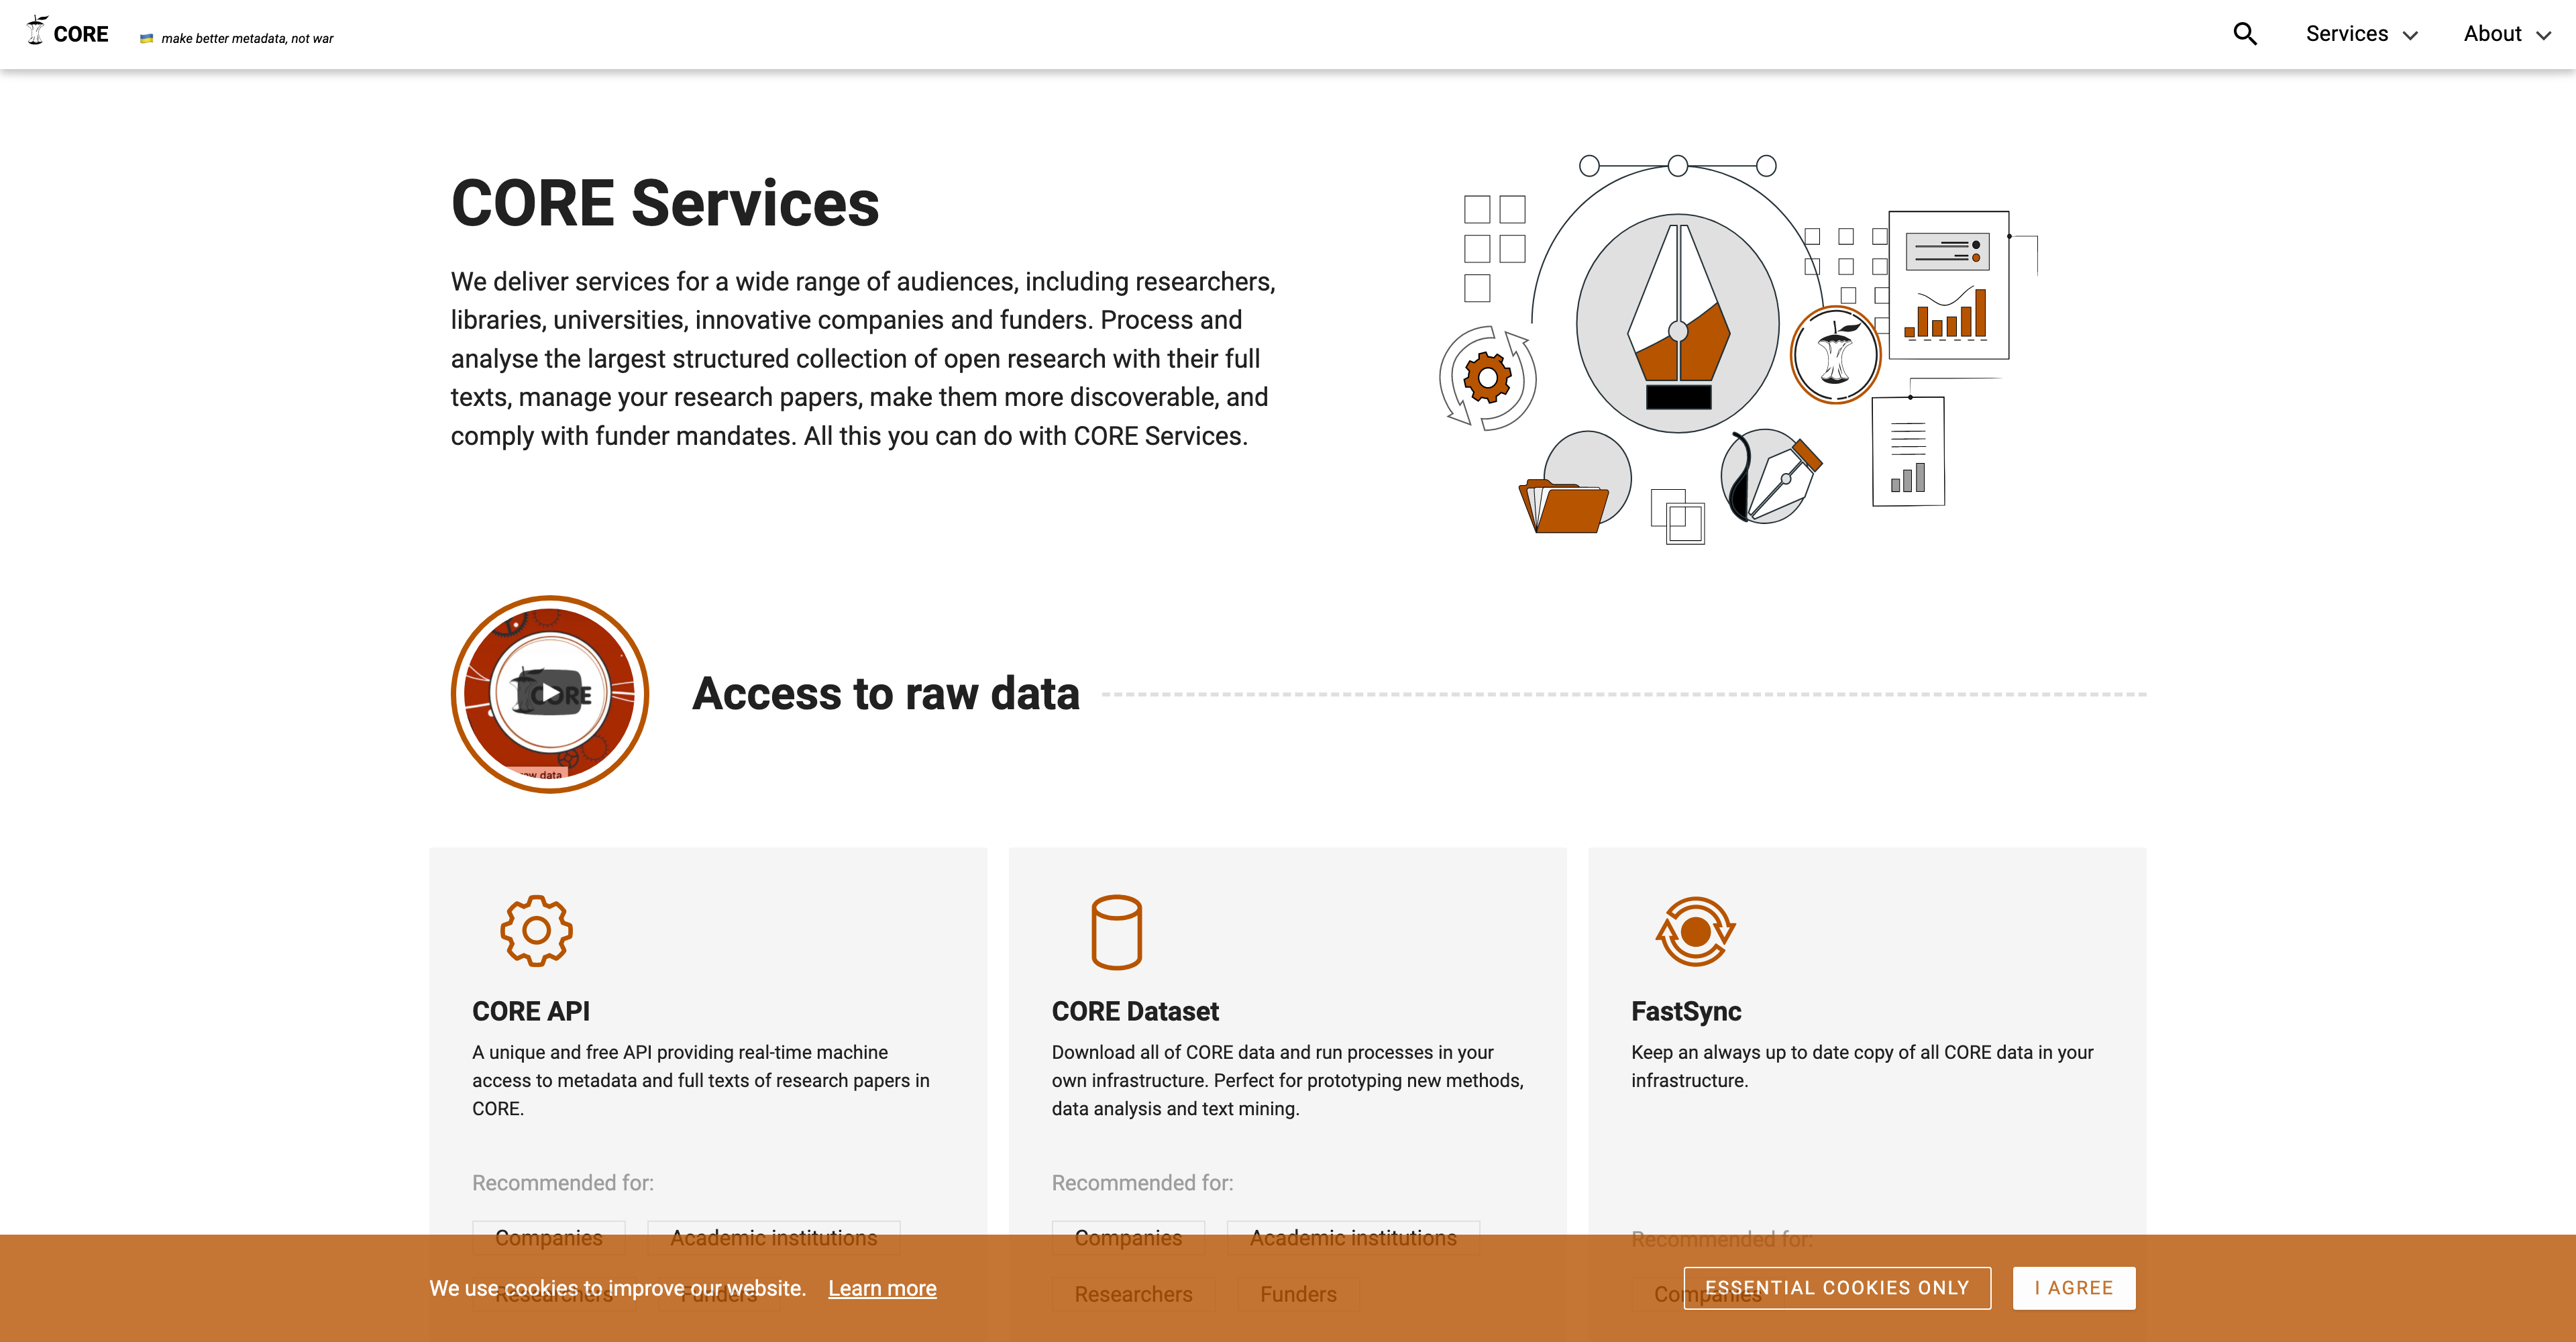 CORE
make better metadata, not war
Services
About
CORE Services
We deliver services for a wide range of audiences, including researchers,
libraries, universities, innovative companies and funders. Process and
analyse the largest structured collection of open research with their full
texts, manage your research papers, make them more discoverable, and
comply with funder mandates. All this you can do with CORE Services.
CORE
raw data
Access to raw data
CORE API
A unique and free API providing real-time machine
access to metadata and full texts of research papers in
CORE.
Recommended for:
Companies
Academic institutions
Researchers
Funders
CORE Dataset
Download all of CORE data and run processes in your
own infrastructure. Perfect for prototyping new methods,
data analysis and text mining.
Recommended for:
Companies
Academic institutions
Researchers
Funders
FastSync
Keep an always up to date copy of all CORE data in your
infrastructure.
Recommended for:
Companies
We use cookies to improve our website. Learn more
ESSENTIAL COOKIES ONLY
I AGREE